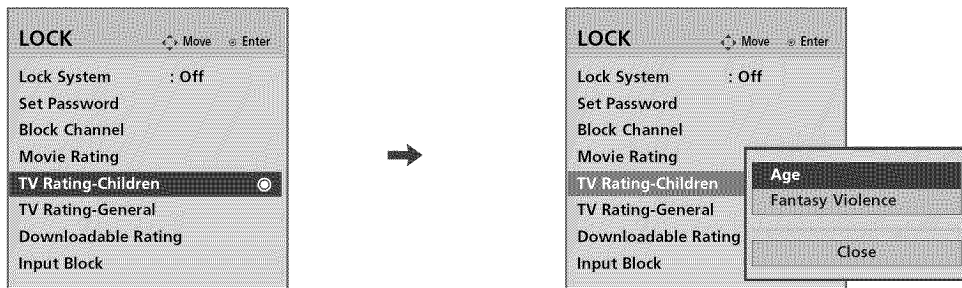 LOCK Move Enter
Lock System : Off
Set Password
Block Channel
Movie Rating
TV Rating-Children
TV Rating-General
Downloadable Rating
Input Block
LOCK Move Enter
Lock System : Off
Set Password
Block Channel
Movie Rating
TV Rating-Children
TV Rating-General
Downloadable Rating
Input Block
Age
Fantasy Violence
Close